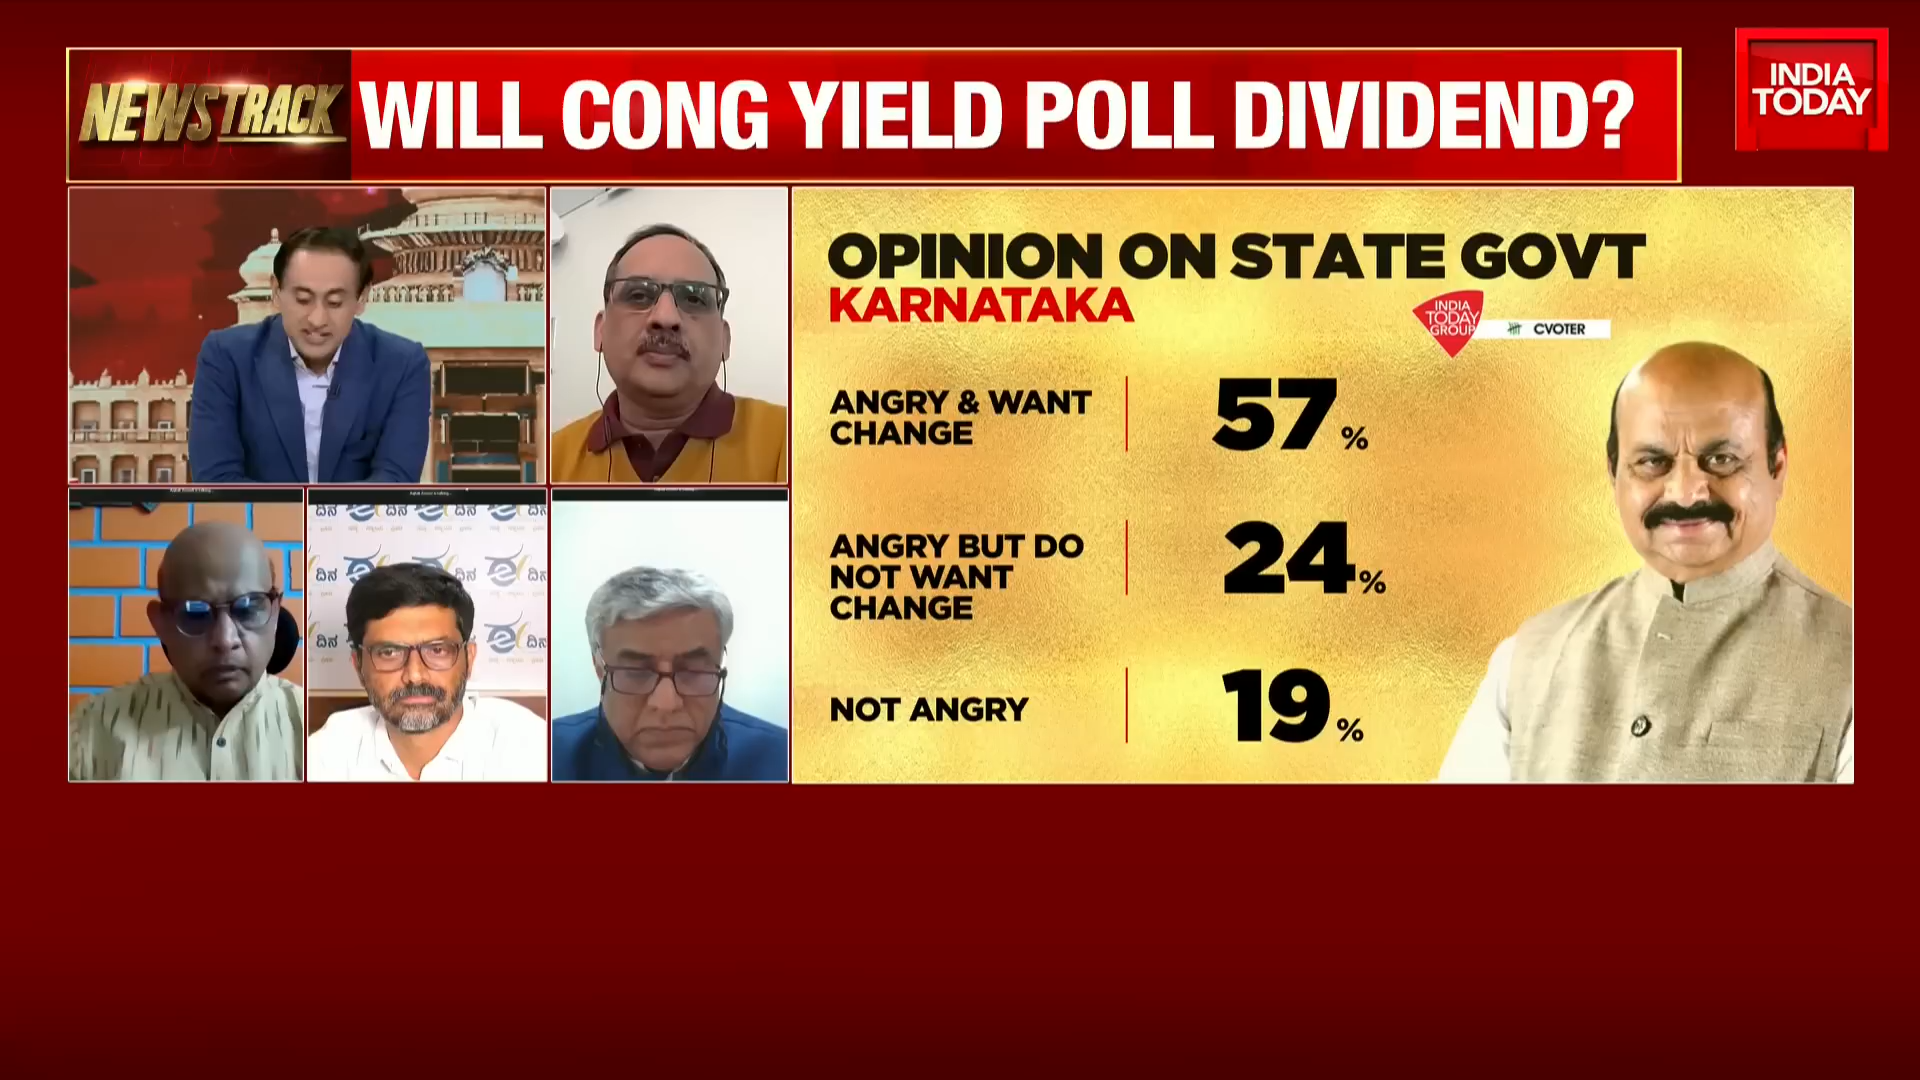 NEWSTRACK
WILL CONG YIELD POLL DIVIDEND?
INDIA
TODAY
OPINION ON STATE GOVT
KARNATAKA
INDIA
TODAY
GROUP
CVOTER
ANGRY & WANT
CHANGE
57%
ANGRY BUT DO
NOT WANT
CHANGE
24%
NOT ANGRY
19%
ದಿನ ದಿನ ದಿನ
ದಿನ ದಿನ
ದಿನ ದಿನ